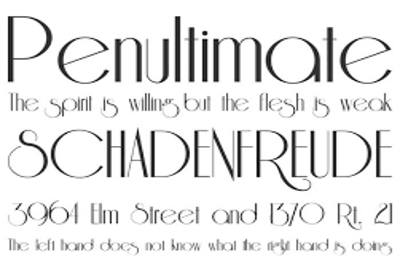 Penultimate
The spirit is willing but the flesh is weak
SCHADENFREUDE
3964 Elm Street and 1370 Rt. 21
The left hand does not know what the right hand is doing.